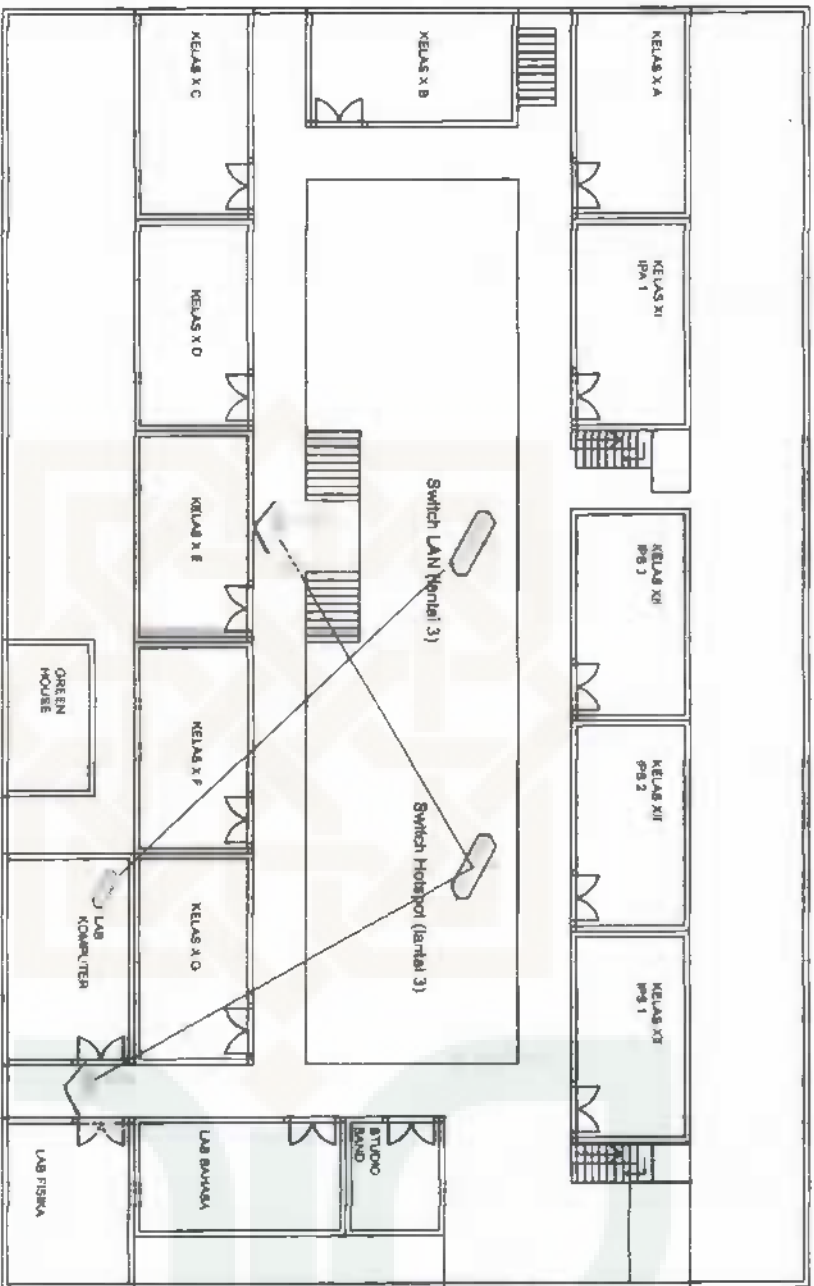 KELAS X C
KELAS X B
KELAS X A
KELAS X D
KELAS XI
IPA 1
KELAS X E
Switch LAN (lantai 3)
KELAS XII
IPS 3
GREEN
HOUSE
KELAS X F
KELAS XII
IPS 2
Switch Hotspot (lantai 3)
LAB
KOMPUTER
KELAS X G
KELAS XII
IPS 1
LAB FISIKA
LAB BAHASA
STUDIO
BAND